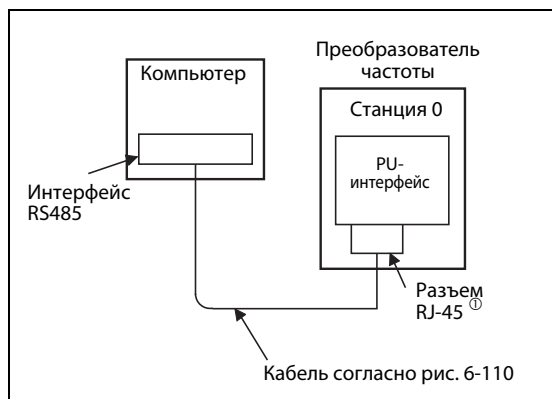 Преобразователь
частоты
Компьютер
Станция 0
PU-
интерфейс
Интерфейс
RS485
Разъем
RJ-45 ①
Кабель согласно рис. 6-110